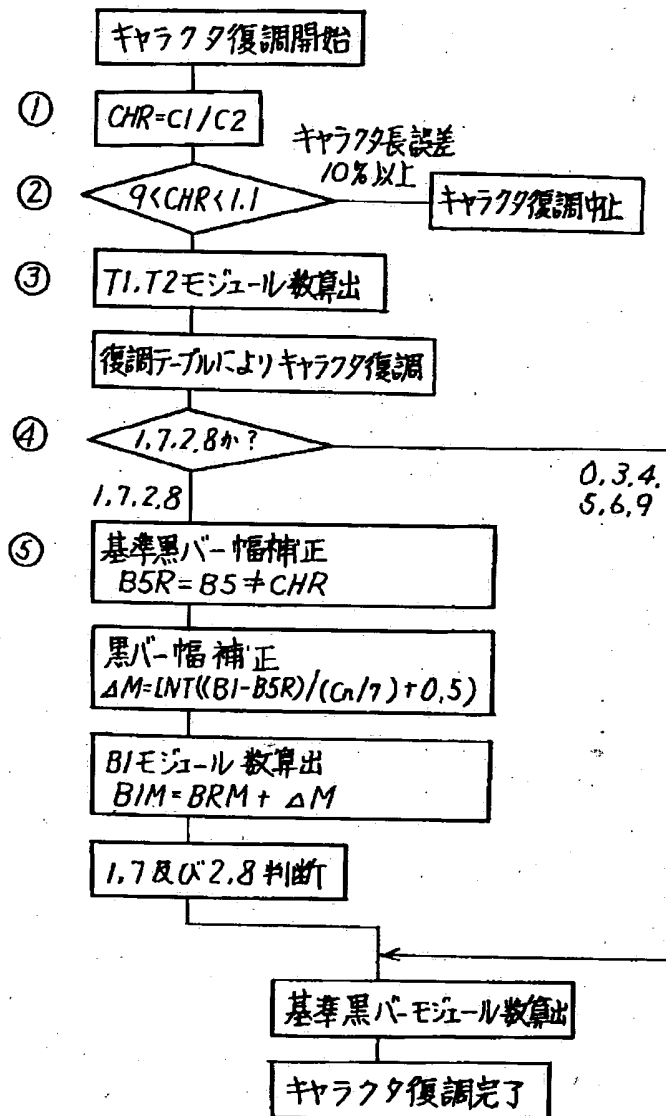 キャラクタ復調開始
①
CHR=C1/C2
キャラクタ長誤差
10%以上
②
9<CHR<1.1
キャラクタ復調中止
③
T1.T2モジュール数算出
復調テーブルによりキャラクタ復調
④
1.7.2.8か?
0.3.4.
5.6.9
1.7.2.8
⑤
基準黒バー幅補正
B5R=B5≠CHR
黒バー幅補正
ΔM=INT((B1-B5R)/(Cn/7)+0.5)
B1モジュール数算出
B1M=BRM+ΔM
1.7及び2.8判断
基準黒バーモジュール数算出
キャラクタ復調完了